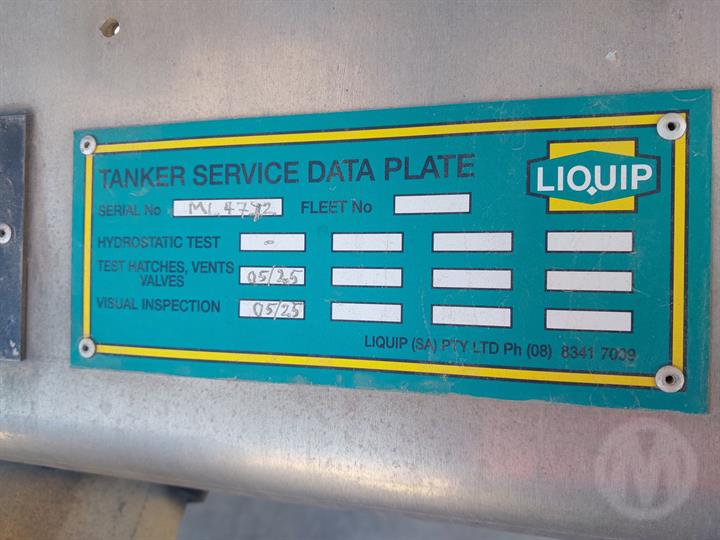 TANKER SERVICE DATA PLATE
LIQUIP
SERIAL No ML4792 FLEET No
HYDROSTATIC TEST -
TEST HATCHES, VENTS
VALVES 05/25
VISUAL INSPECTION 05/25
LIQUIP (SA) PTY LTD Ph (08) 8341 7009
M